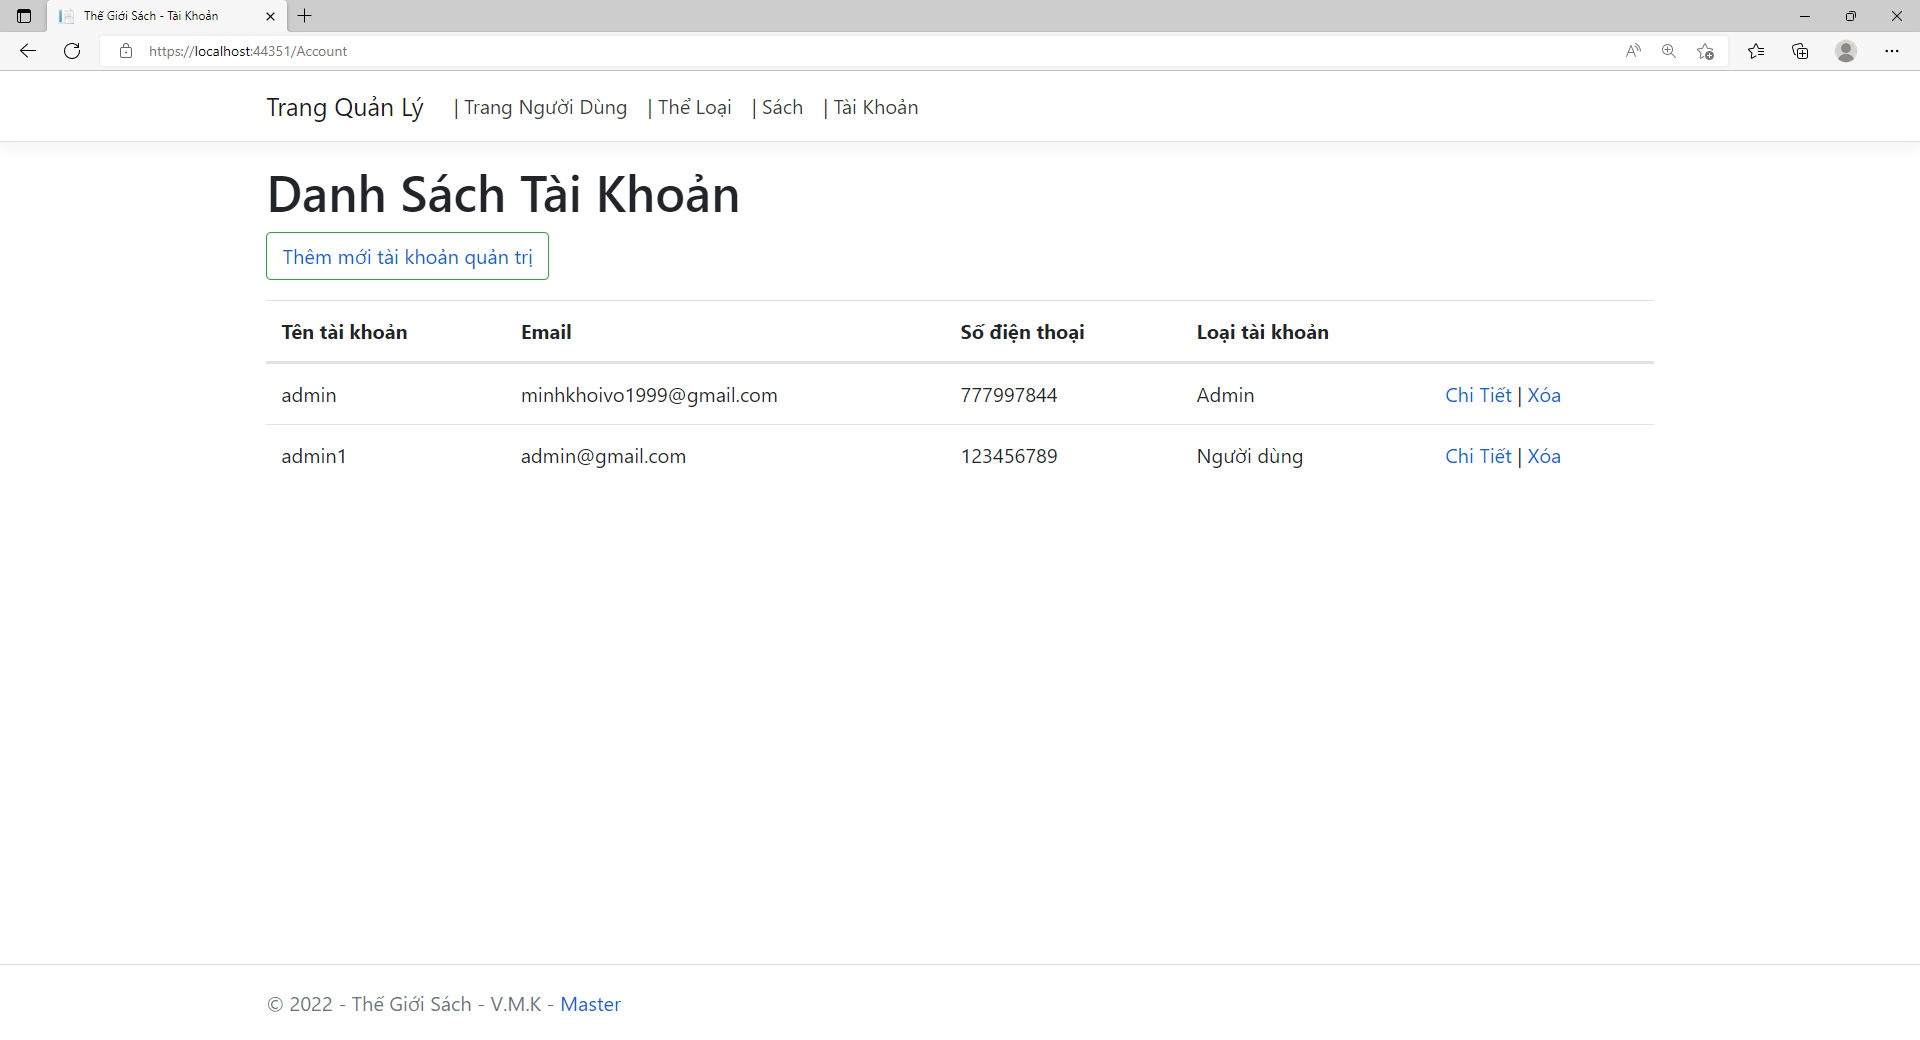 Thế Giới Sách - Tài Khoản
https://localhost:44351/Account
Trang Quản Lý | Trang Người Dùng | Thể Loại | Sách | Tài Khoản
Danh Sách Tài Khoản
Thêm mới tài khoản quản trị
Tên tài khoản Email Số điện thoại Loại tài khoản
admin minhkhoivo1999@gmail.com 777997844 Admin Chi Tiết | Xóa
admin1 admin@gmail.com 123456789 Người dùng Chi Tiết | Xóa
© 2022 - Thế Giới Sách - V.M.K - Master